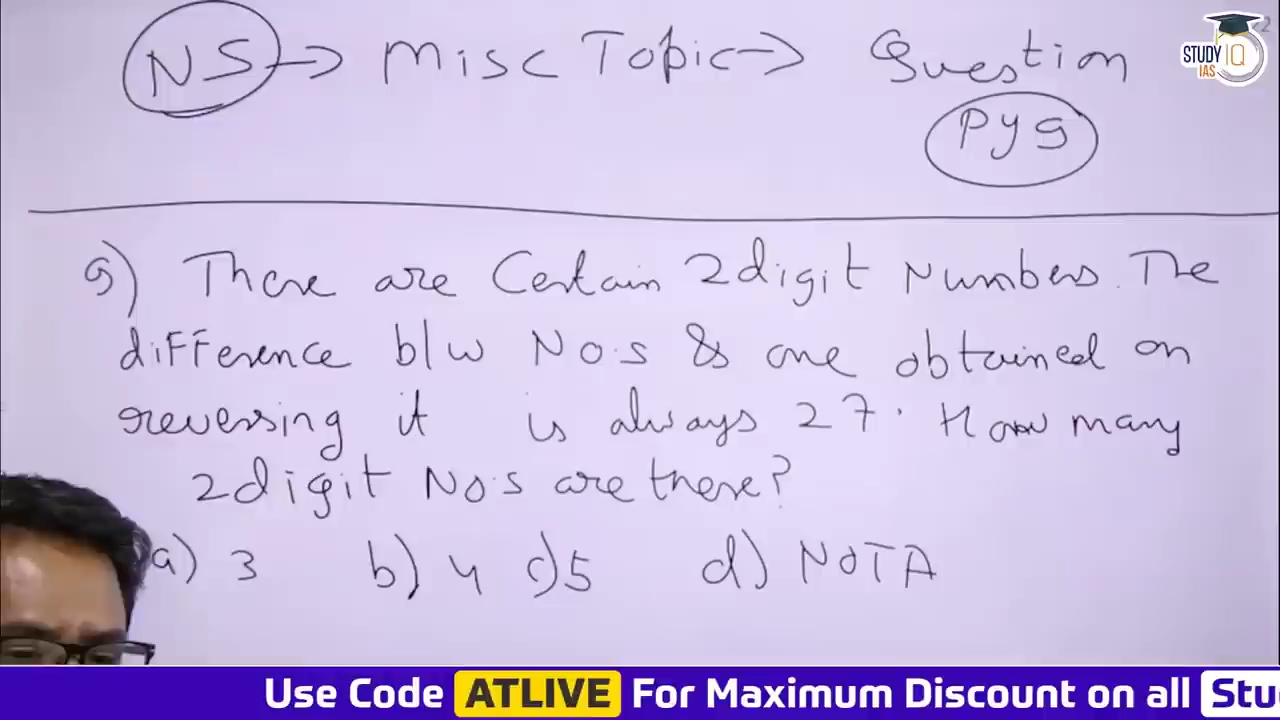 NS → Misc Topic → Question
PYQ
STUDY IQ
IAS
Q) There are Certain 2digit Numbers. The
difference b/w No.s & one obtained on
reversing it is always 27. How many
2digit No.s are there?
a) 3 b) 4 c) 5 d) NOTA
Use Code ATLIVE For Maximum Discount on all Stu